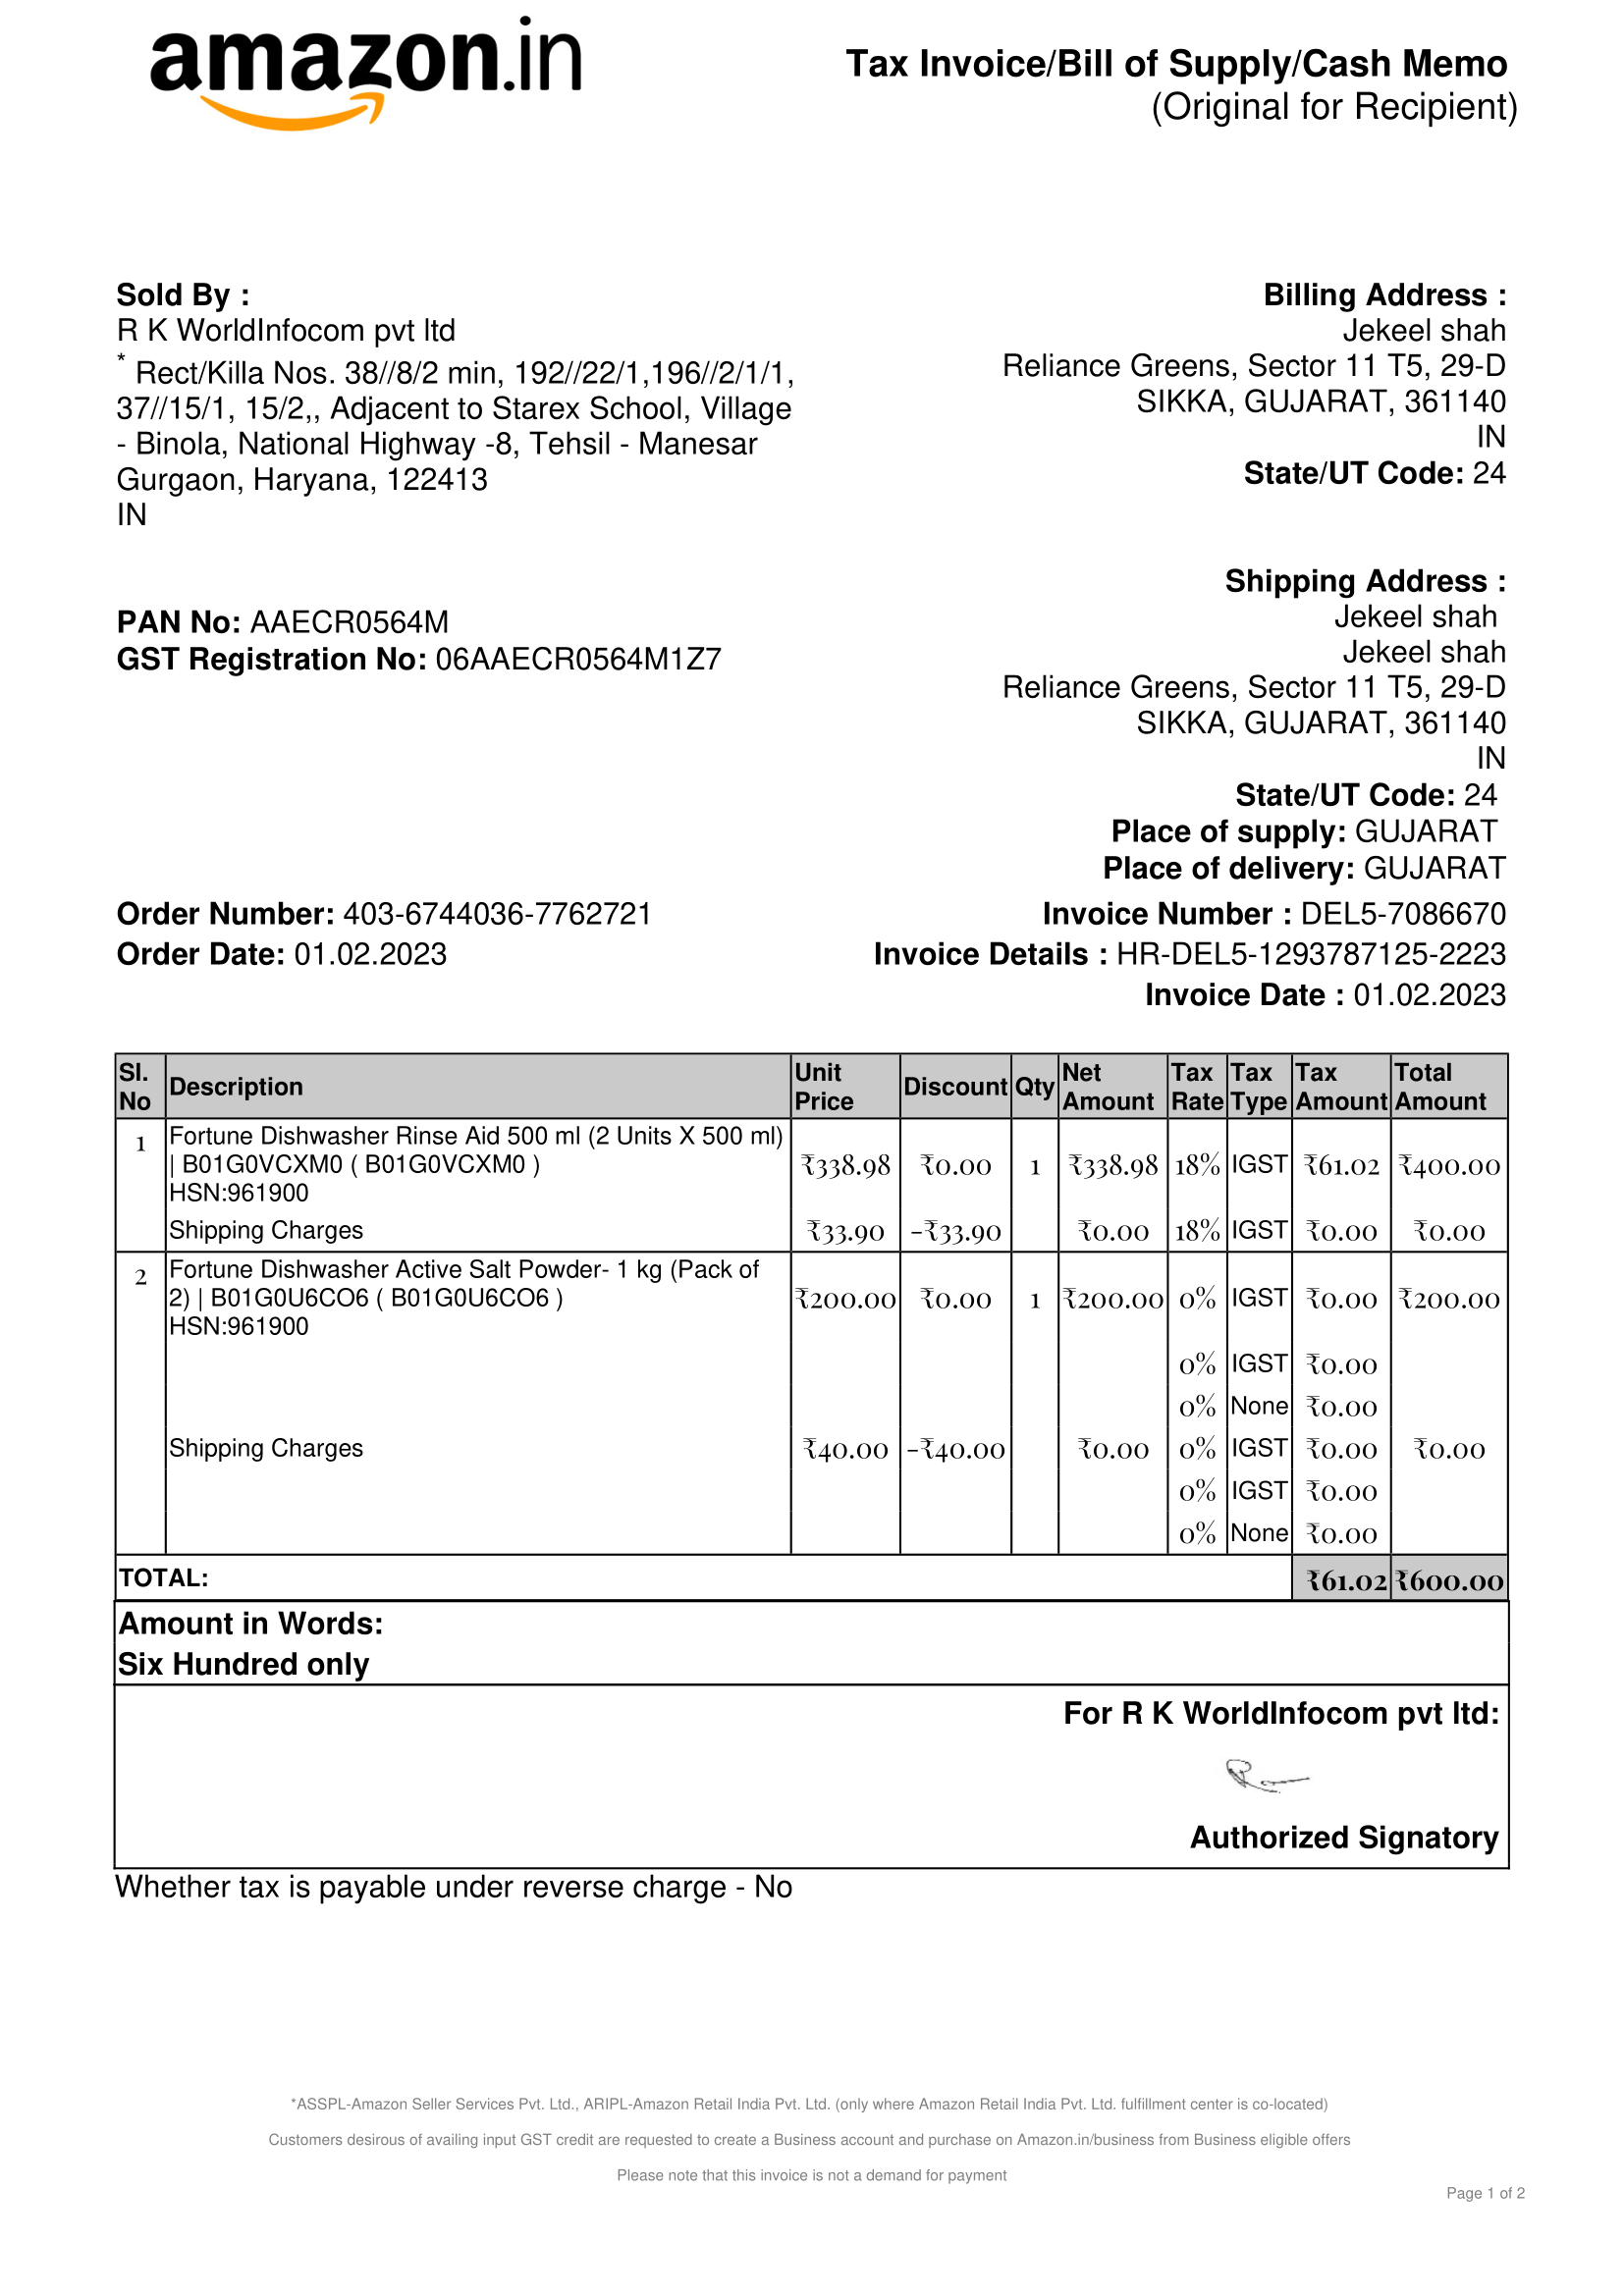 amazon.in
Tax Invoice/Bill of Supply/Cash Memo
(Original for Recipient)
Sold By :
R K WorldInfocom pvt ltd
* Rect/Killa Nos. 38//8/2 min, 192//22/1,196//2/1/1,
37//15/1, 15/2,, Adjacent to Starex School, Village
- Binola, National Highway -8, Tehsil - Manesar
Gurgaon, Haryana, 122413
IN
PAN No: AAECR0564M
GST Registration No: 06AAECR0564M1Z7
Billing Address :
Jekeel shah
Reliance Greens, Sector 11 T5, 29-D
SIKKA, GUJARAT, 361140
IN
State/UT Code: 24
Shipping Address :
Jekeel shah
Jekeel shah
Reliance Greens, Sector 11 T5, 29-D
SIKKA, GUJARAT, 361140
IN
State/UT Code: 24
Place of supply: GUJARAT
Place of delivery: GUJARAT
Order Number: 403-6744036-7762721
Order Date: 01.02.2023
Invoice Number : DEL5-7086670
Invoice Details : HR-DEL5-1293787125-2223
Invoice Date : 01.02.2023
Sl. No Description Unit Price Discount Qty Net Amount Tax Rate Tax Type Tax Amount Total Amount
1 Fortune Dishwasher Rinse Aid 500 ml (2 Units X 500 ml)
| B01G0VCXM0 ( B01G0VCXM0 ) ₹338.98 ₹0.00 1 ₹338.98 18% IGST ₹61.02 ₹400.00
HSN:961900
Shipping Charges ₹33.90 -₹33.90 ₹0.00 18% IGST ₹0.00 ₹0.00
2 Fortune Dishwasher Active Salt Powder- 1 kg (Pack of
2) | B01G0U6CO6 ( B01G0U6CO6 ) ₹200.00 ₹0.00 1 ₹200.00 0% IGST ₹0.00 ₹200.00
HSN:961900
0% IGST ₹0.00
0% None ₹0.00
Shipping Charges ₹40.00 -₹40.00 ₹0.00 0% IGST ₹0.00 ₹0.00
0% IGST ₹0.00
0% None ₹0.00
TOTAL: ₹61.02 ₹600.00
Amount in Words:
Six Hundred only
For R K WorldInfocom pvt ltd:
Authorized Signatory
Whether tax is payable under reverse charge - No
*ASSPL-Amazon Seller Services Pvt. Ltd., ARIPL-Amazon Retail India Pvt. Ltd. (only where Amazon Retail India Pvt. Ltd. fulfillment center is co-located)
Customers desirous of availing input GST credit are requested to create a Business account and purchase on Amazon.in/business from Business eligible offers
Please note that this invoice is not a demand for payment
Page 1 of 2